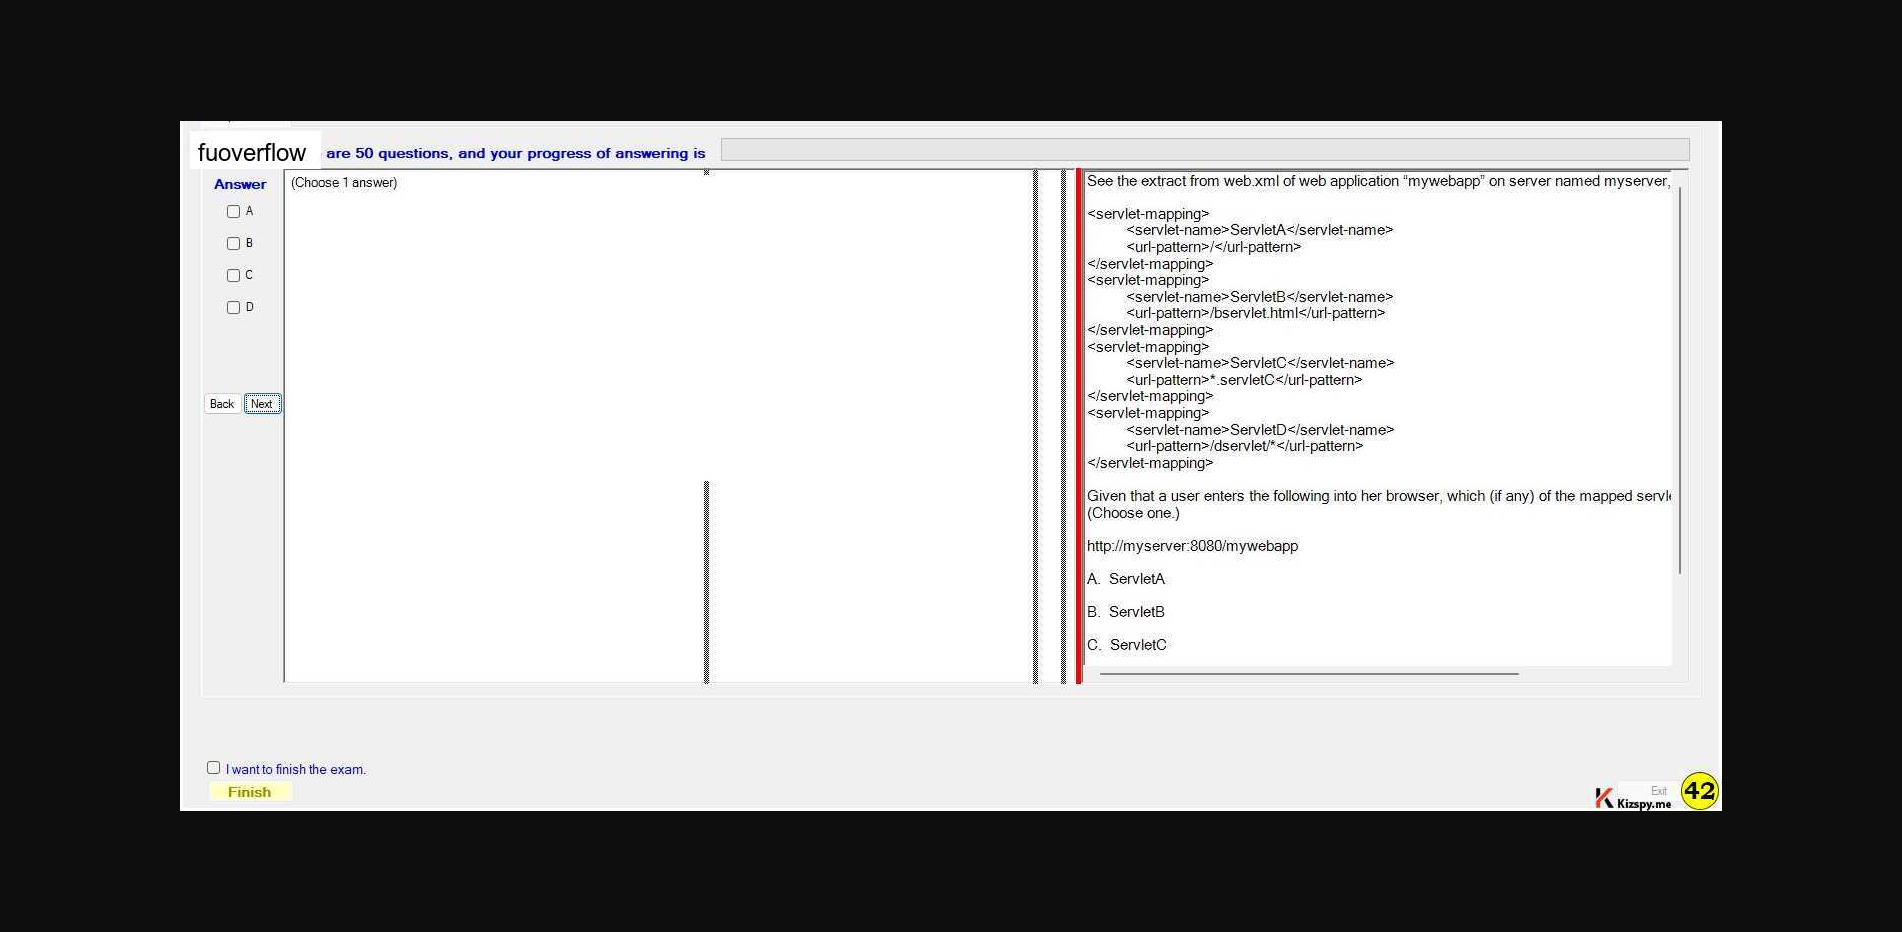 fuoverflow are 50 questions, and your progress of answering is
Answer
A
B
C
D
Back Next
(Choose 1 answer)
See the extract from web.xml of web application “mywebapp” on server named myserver,
<servlet-mapping>
<servlet-name>ServletA</servlet-name>
<url-pattern>/</url-pattern>
</servlet-mapping>
<servlet-mapping>
<servlet-name>ServletB</servlet-name>
<url-pattern>/bservlet.html</url-pattern>
</servlet-mapping>
<servlet-mapping>
<servlet-name>ServletC</servlet-name>
<url-pattern>*.servletC</url-pattern>
</servlet-mapping>
<servlet-mapping>
<servlet-name>ServletD</servlet-name>
<url-pattern>/dservlet/*</url-pattern>
</servlet-mapping>
Given that a user enters the following into her browser, which (if any) of the mapped
(Choose one.)
http://myserver:8080/mywebapp
A. ServletA
B. ServletB
C. ServletC
I want to finish the exam.
Finish
Exit
Kizspy.me
42